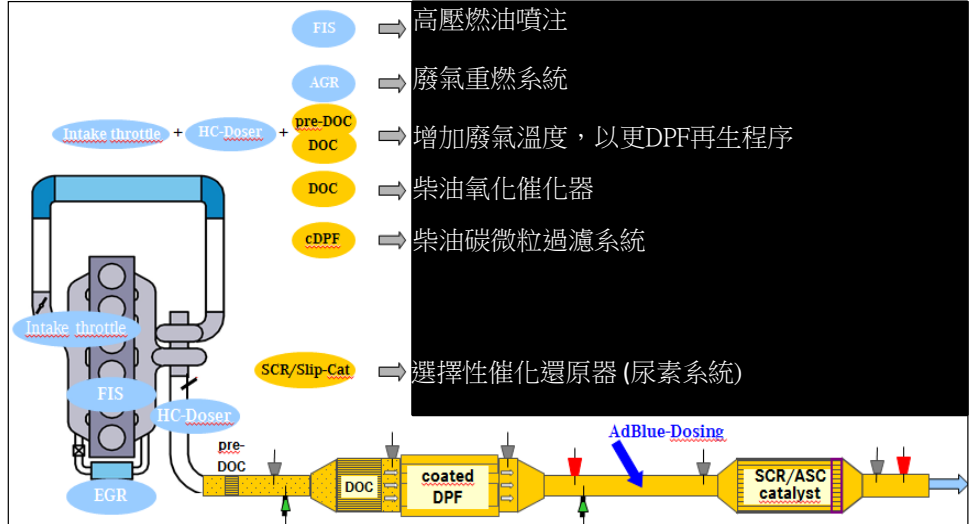 FIS
高壓燃油噴注
AGR
廢氣重燃系統
Intake throttle + HC-Doser + pre-DOC
DOC
增加廢氣溫度，以更DPF再生程序
DOC
柴油氧化催化器
cDPF
柴油碳微粒過濾系統
Intake throttle
SCR/Slip-Cat
選擇性催化還原器 (尿素系統)
FIS
HC-Doser
AdBlue-Dosing
pre-
DOC
EGR
DOC
coated
DPF
SCR/ASC
catalyst